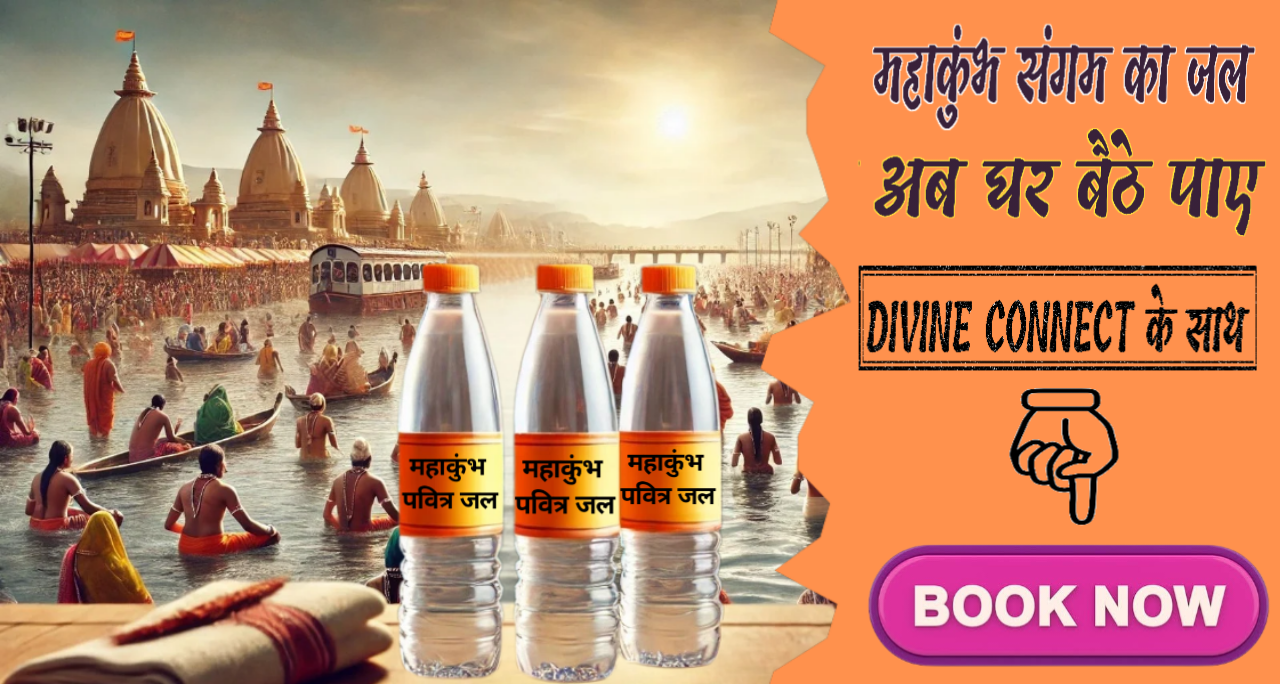 महाकुंभ संगम का जल
अब घर बैठे पाए
DIVINE CONNECT के साथ
BOOK NOW
महाकुंभ
पवित्र जल
महाकुंभ
पवित्र जल
महाकुंभ
पवित्र जल